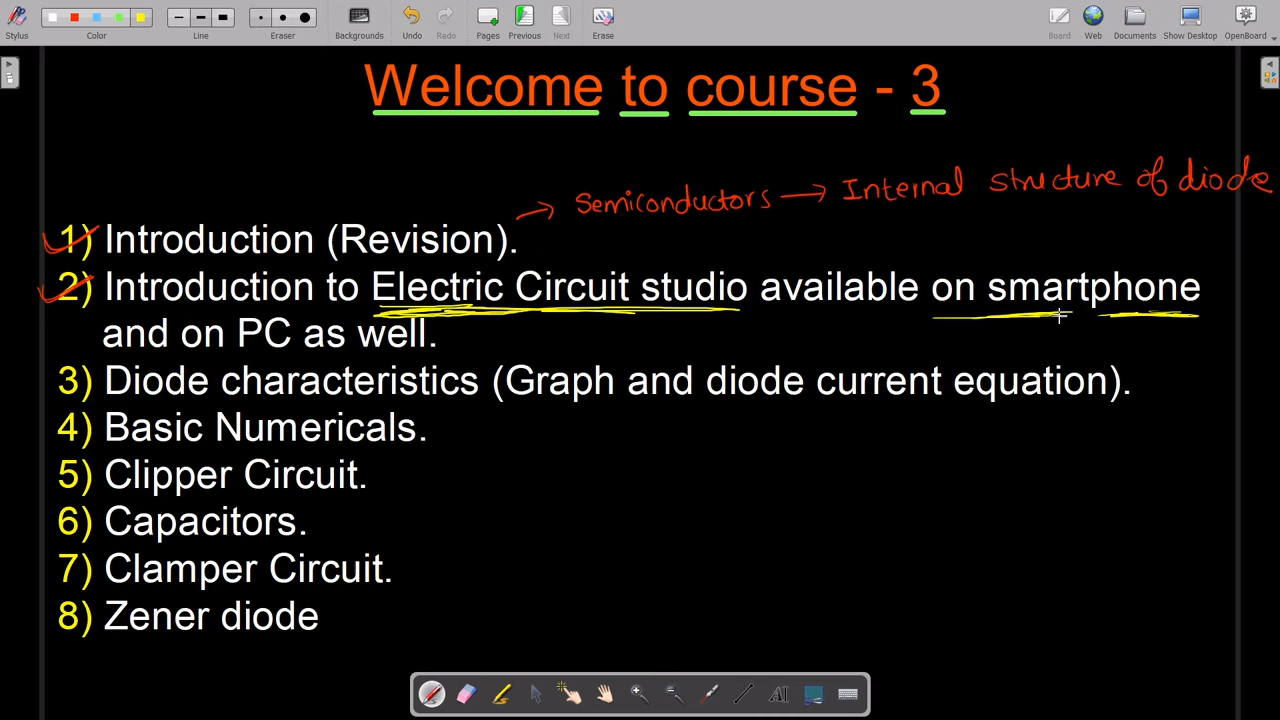 Stylus Color Line Eraser Backgrounds Undo Redo Pages Previous Next Erase Board Web Documents Show Desktop OpenBoard
Welcome to course - 3
→ Semiconductors → Internal structure of diode
1) Introduction (Revision).
2) Introduction to Electric Circuit studio available on smartphone
and on PC as well.
3) Diode characteristics (Graph and diode current equation).
4) Basic Numericals.
5) Clipper Circuit.
6) Capacitors.
7) Clamper Circuit.
8) Zener diode
AI